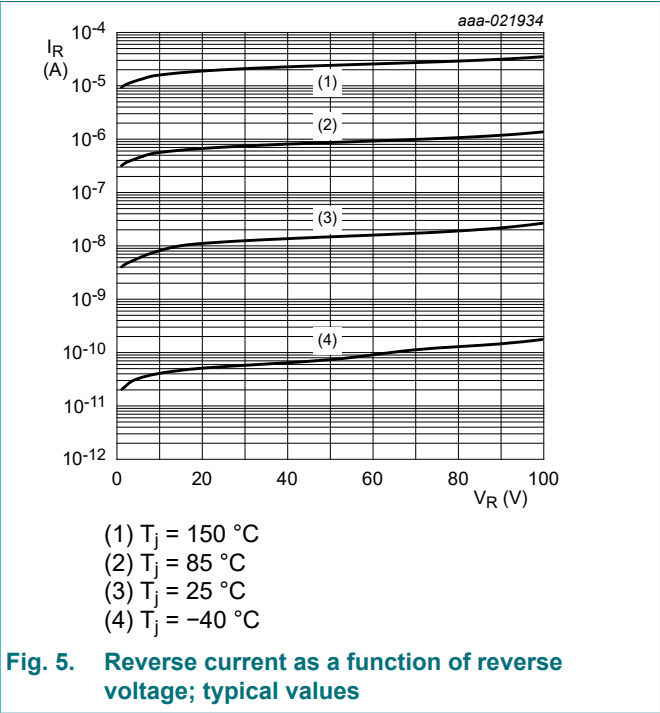 aaa-021934
I_R
(A)
10^-4
10^-5
10^-6
10^-7
10^-8
10^-9
10^-10
10^-11
10^-12
(1)
(2)
(3)
(4)
0 20 40 60 80 100
V_R (V)
(1) T_j = 150 °C
(2) T_j = 85 °C
(3) T_j = 25 °C
(4) T_j = −40 °C
Fig. 5. Reverse current as a function of reverse
voltage; typical values